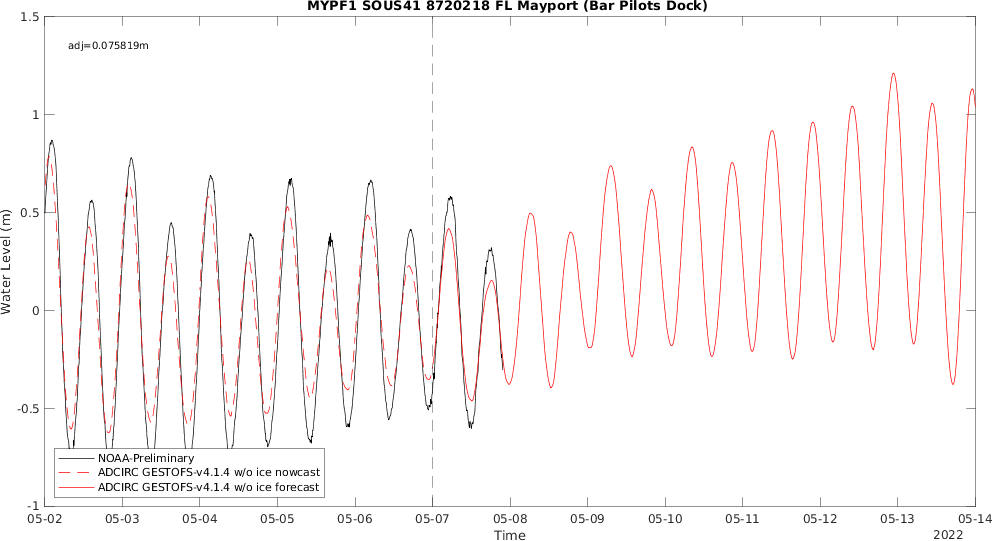 MYPF1 SOUS41 8720218 FL Mayport (Bar Pilots Dock)
1.5
adj=0.075819m
1
0.5
0
-0.5
-1
Water Level (m)
NOAA-Preliminary
ADCIRC GESTOFS-v4.1.4 w/o ice nowcast
ADCIRC GESTOFS-v4.1.4 w/o ice forecast
05-02 05-03 05-04 05-05 05-06 05-07 05-08 05-09 05-10 05-11 05-12 05-13 05-14
Time
2022